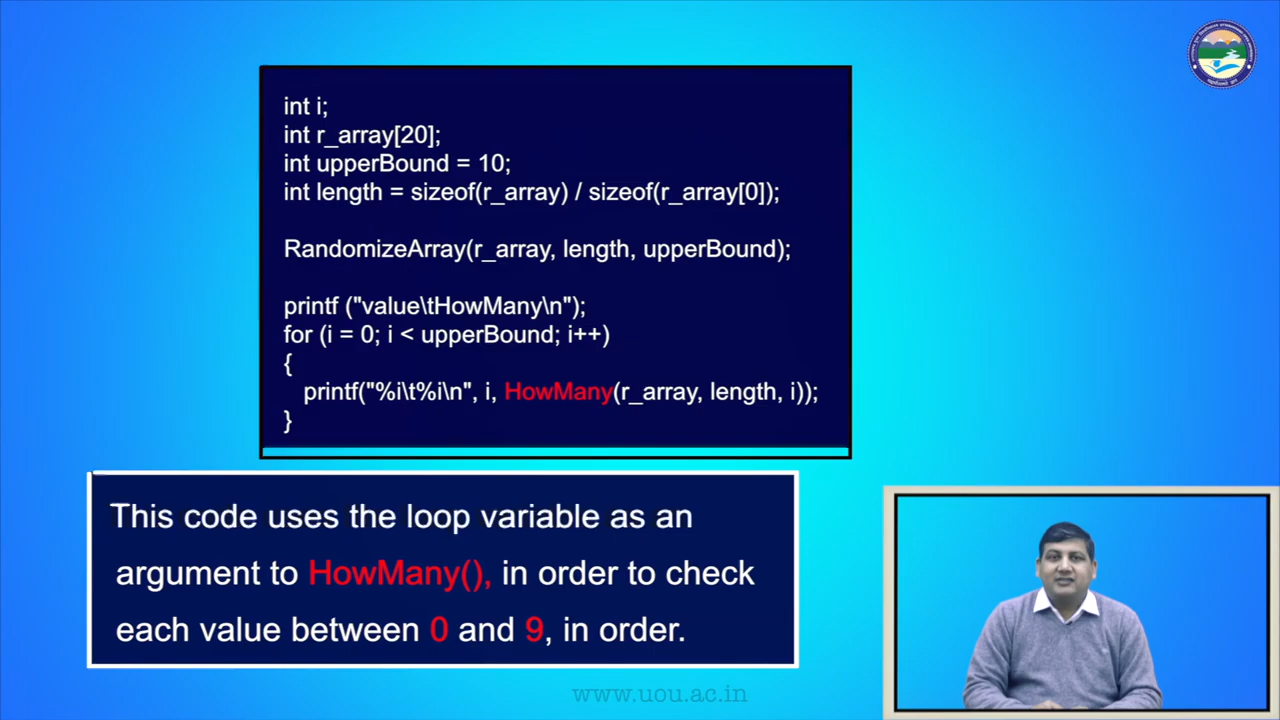 int i;
int r_array[20];
int upperBound = 10;
int length = sizeof(r_array) / sizeof(r_array[0]);
RandomizeArray(r_array, length, upperBound);
printf ("value\tHowMany\n");
for (i = 0; i < upperBound; i++)
{
printf("%i\t%i\n", i, HowMany(r_array, length, i));
}
This code uses the loop variable as an
argument to HowMany(), in order to check
each value between 0 and 9, in order.
www.uou.ac.in